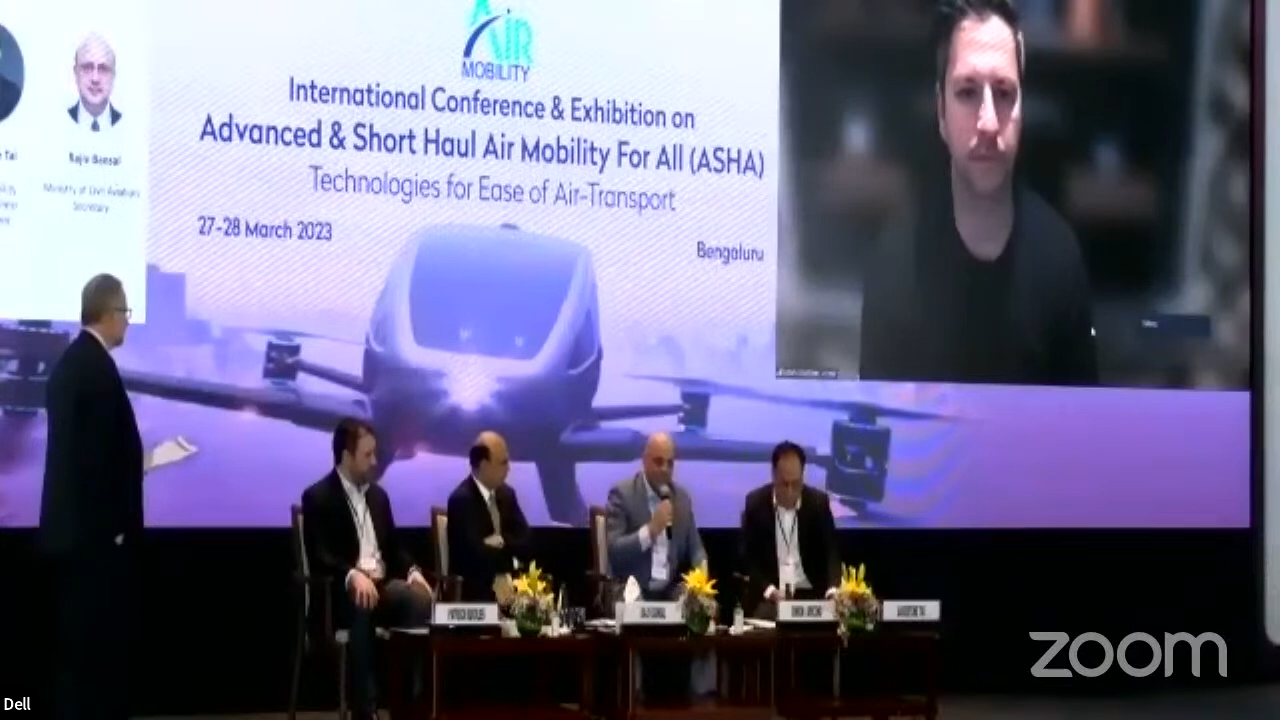 AIR
MOBILITY
International Conference & Exhibition on
Advanced & Short Haul Air Mobility For All (ASHA)
Technologies for Ease of Air-Transport
27-28 March 2023
Bengaluru
Tai
Rajiv Bansal
Ministry of Civil Aviation
Secretary
zoom
Dell